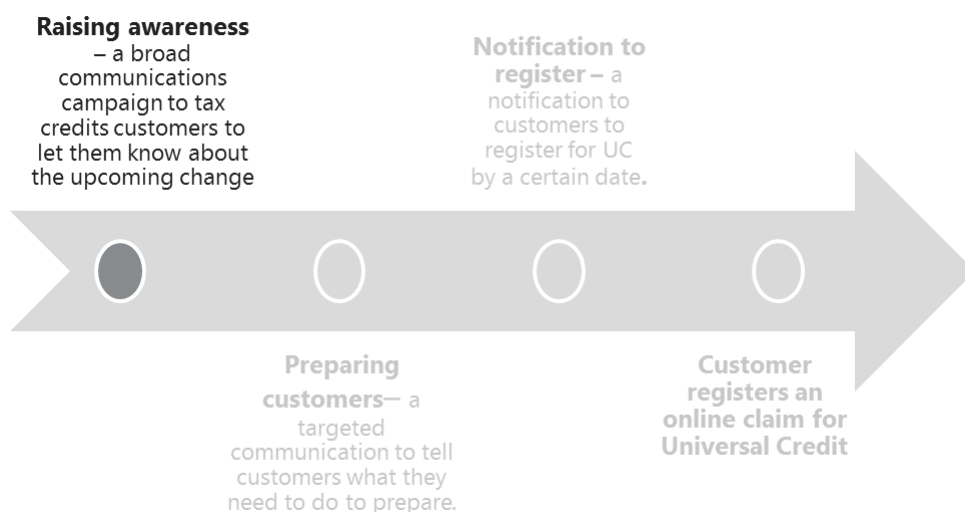 Raising awareness
– a broad
communications
campaign to tax
credits customers to
let them know about
the upcoming change
Preparing
customers– a
targeted
communication to tell
customers what they
need to do to prepare.
Notification to
register – a
notification to
customers to
register for UC
by a certain date.
Customer
registers an
online claim for
Universal Credit